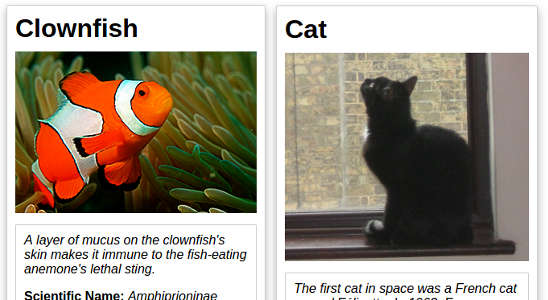 Clownfish
A layer of mucus on the clownfish's
skin makes it immune to the fish-eating
anemone's lethal sting.
Scientific Name: Amphiprioninae
Cat
The first cat in space was a French cat